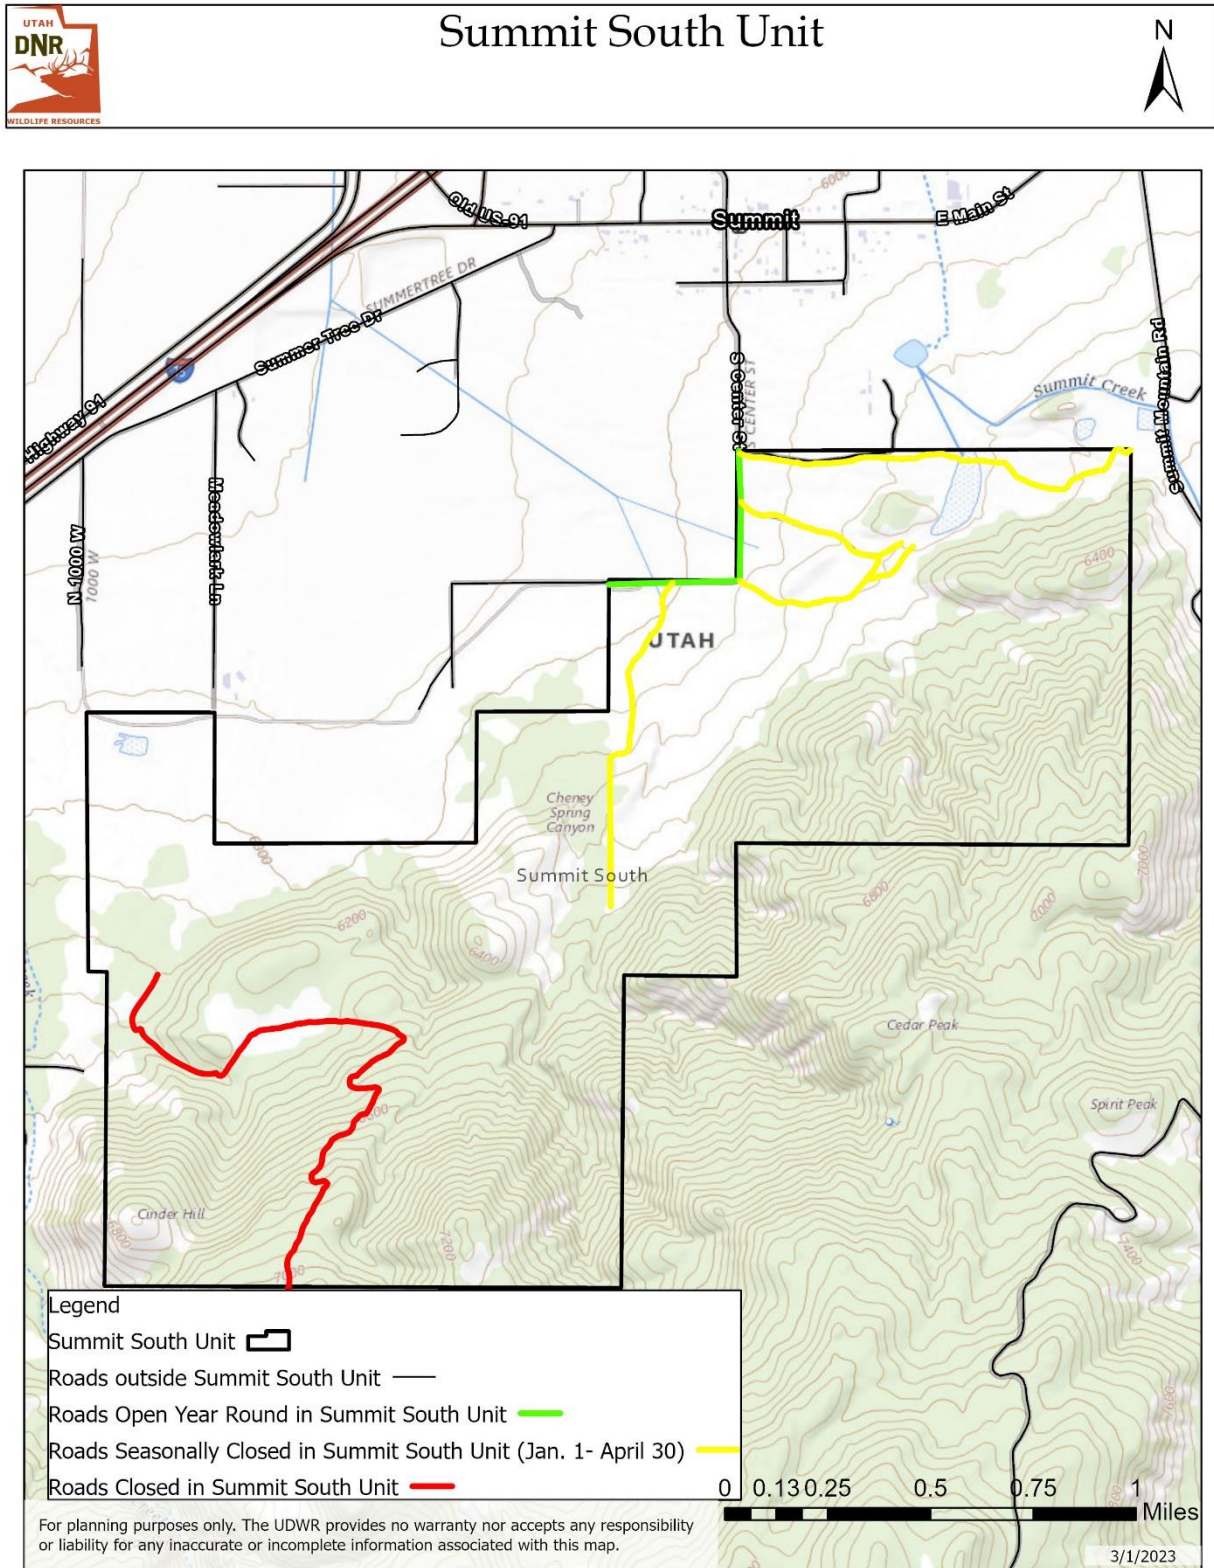 UTAH
DNR
WILDLIFE RESOURCES
Summit South Unit
N
Old US-91
Summit
6000
E Main St
SUMMERTREE DR
Summer Tree Dr
Highway 91
S Center St
S CENTER ST
Summit Creek
Summit Mountain Rd
N 1000 W
1000 W
Meadowlark Ln
6400
UTAH
Cheney
Spring
Canyon
6000
Summit South
6200
6400
6800
7000
7000
Cedar Peak
Spirit Peak
Cinder Hill
6800
7200
7000
7400
7600
Legend
Summit South Unit
Roads outside Summit South Unit
Roads Open Year Round in Summit South Unit
Roads Seasonally Closed in Summit South Unit (Jan. 1- April 30)
Roads Closed in Summit South Unit
0 0.13 0.25 0.5 0.75 1
Miles
For planning purposes only. The UDWR provides no warranty nor accepts any responsibility
or liability for any inaccurate or incomplete information associated with this map.
3/1/2023